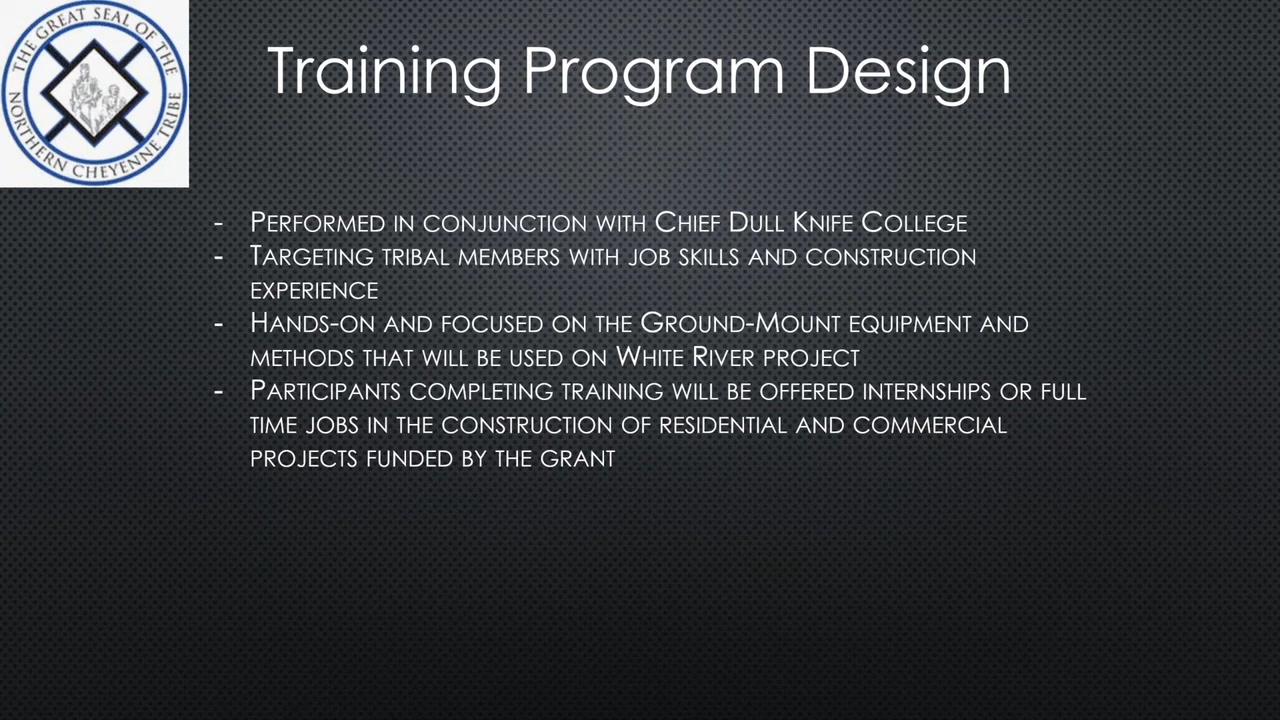 THE GREAT SEAL OF THE
NORTHERN CHEYENNE TRIBE
Training Program Design
- Performed in conjunction with Chief Dull Knife College
- Targeting tribal members with job skills and construction
experience
- Hands-on and focused on the Ground-Mount equipment and
methods that will be used on White River project
- Participants completing training will be offered internships or full
time jobs in the construction of residential and commercial
projects funded by the grant